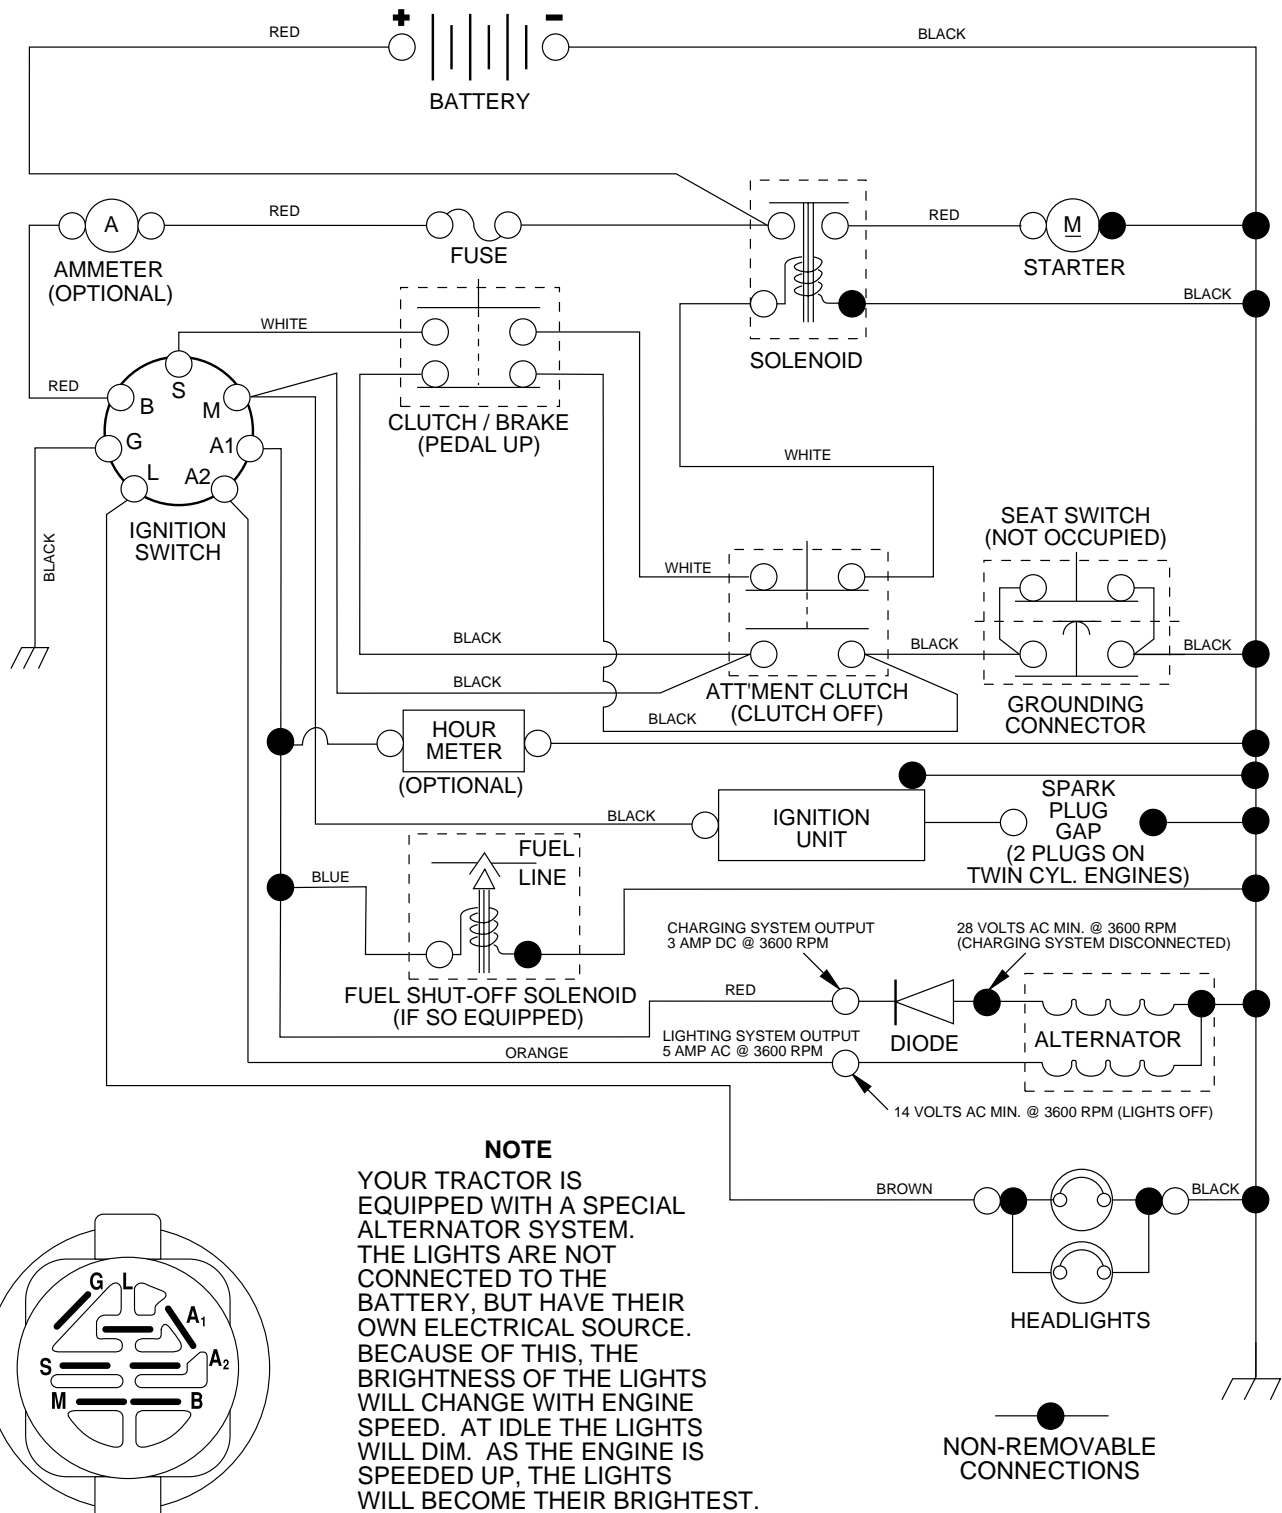 +
–
RED
BLACK
BATTERY
A
RED
FUSE
RED
M
AMMETER
(OPTIONAL)
STARTER
WHITE
BLACK
SOLENOID
RED
B
S
M
G
A1
L
A2
CLUTCH / BRAKE
(PEDAL UP)
WHITE
IGNITION
SWITCH
BLACK
SEAT SWITCH
(NOT OCCUPIED)
WHITE
BLACK
BLACK
BLACK
BLACK
ATT'MENT CLUTCH
(CLUTCH OFF)
BLACK
GROUNDING
CONNECTOR
HOUR
METER
(OPTIONAL)
BLACK
IGNITION
UNIT
SPARK
PLUG
GAP
(2 PLUGS ON
TWIN CYL. ENGINES)
FUEL
LINE
BLUE
CHARGING SYSTEM OUTPUT
3 AMP DC @ 3600 RPM
28 VOLTS AC MIN. @ 3600 RPM
(CHARGING SYSTEM DISCONNECTED)
FUEL SHUT-OFF SOLENOID
(IF SO EQUIPPED)
RED
DIODE
ALTERNATOR
ORANGE
LIGHTING SYSTEM OUTPUT
5 AMP AC @ 3600 RPM
14 VOLTS AC MIN. @ 3600 RPM (LIGHTS OFF)
BROWN
BLACK
HEADLIGHTS
NOTE
YOUR TRACTOR IS
EQUIPPED WITH A SPECIAL
ALTERNATOR SYSTEM.
THE LIGHTS ARE NOT
CONNECTED TO THE
BATTERY, BUT HAVE THEIR
OWN ELECTRICAL SOURCE.
BECAUSE OF THIS, THE
BRIGHTNESS OF THE LIGHTS
WILL CHANGE WITH ENGINE
SPEED. AT IDLE THE LIGHTS
WILL DIM. AS THE ENGINE IS
SPEEDED UP, THE LIGHTS
WILL BECOME THEIR BRIGHTEST.
G L
A₁
S
A₂
M
B
NON-REMOVABLE
CONNECTIONS